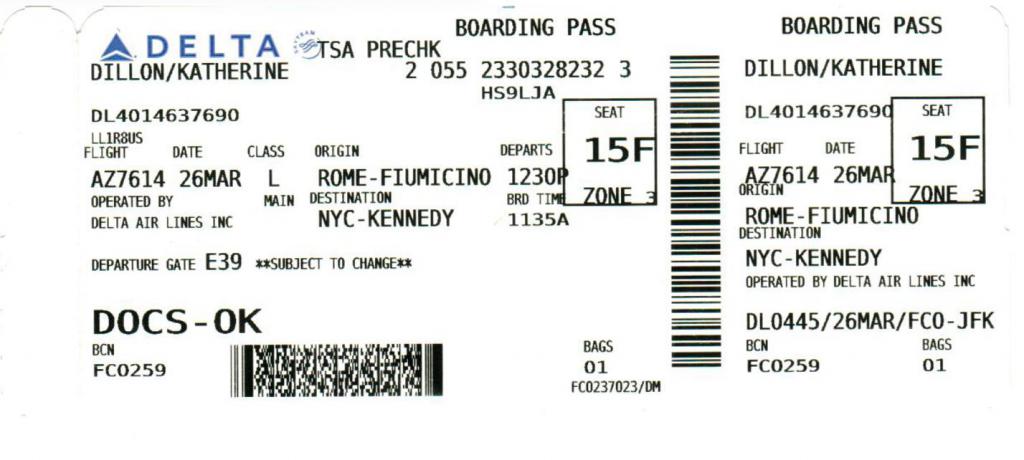 BOARDING PASS
DELTA SKYTEAM TSA PRECHK
DILLON/KATHERINE 2 055 2330328232 3
HS9LJA
DL4014637690
LL1R8US
SEAT
15F
ZONE 3
FLIGHT DATE CLASS ORIGIN DEPARTS
AZ7614 26MAR L ROME-FIUMICINO 1230P
OPERATED BY MAIN DESTINATION BRD TIME
DELTA AIR LINES INC NYC-KENNEDY 1135A
DEPARTURE GATE E39 **SUBJECT TO CHANGE**
DOCS-OK
BCN BAGS
FC0259 01
FC0237023/DM
BOARDING PASS
DILLON/KATHERINE
DL4014637690
SEAT
15F
ZONE 3
FLIGHT DATE
AZ7614 26MAR
ORIGIN
ROME-FIUMICINO
DESTINATION
NYC-KENNEDY
OPERATED BY DELTA AIR LINES INC
DL0445/26MAR/FCO-JFK
BCN BAGS
FC0259 01